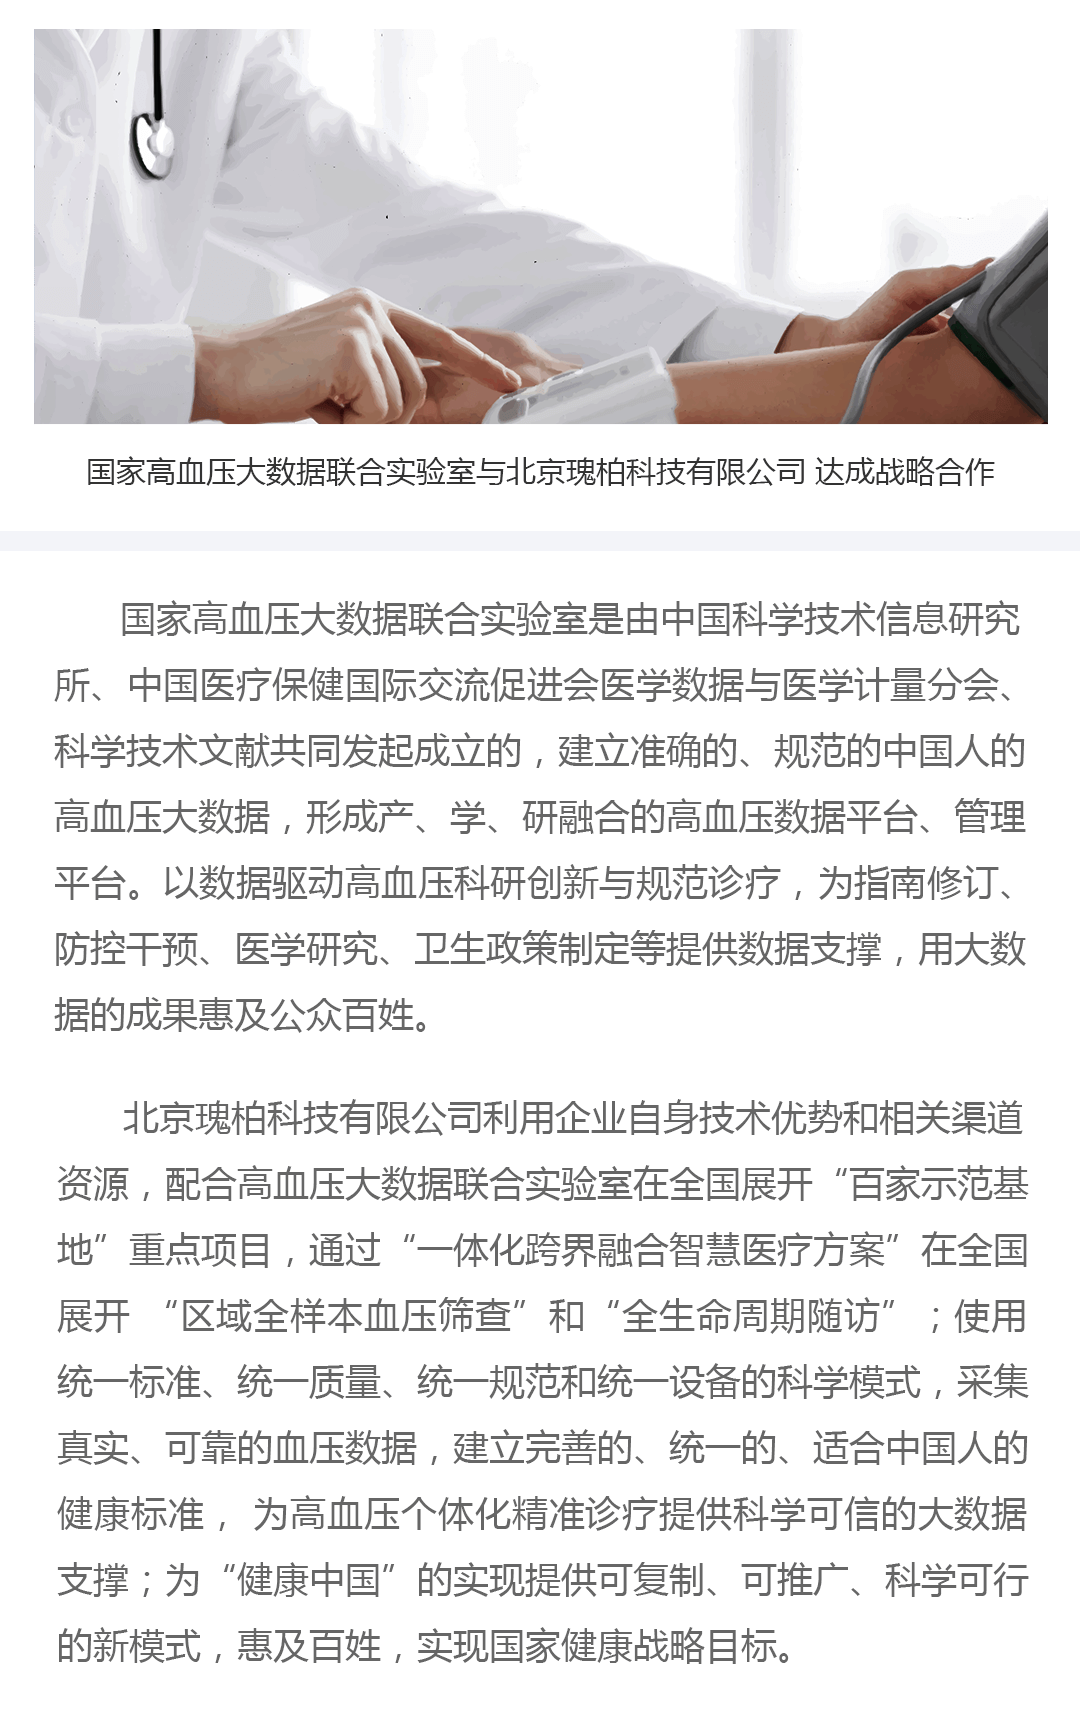 国家高血压大数据联合实验室与北京瑰柏科技有限公司 达成战略合作
国家高血压大数据联合实验室是由中国科学技术信息研究
所、中国医疗保健国际交流促进会医学数据与医学计量分会、
科学技术文献共同发起成立的，建立准确的、规范的中国人的
高血压大数据，形成产、学、研融合的高血压数据平台、管理
平台。以数据驱动高血压科研创新与规范诊疗，为指南修订、
防控干预、医学研究、卫生政策制定等提供数据支撑，用大数
据的成果惠及公众百姓。
北京瑰柏科技有限公司利用企业自身技术优势和相关渠道
资源，配合高血压大数据联合实验室在全国展开“百家示范基
地”重点项目，通过“一体化跨界融合智慧医疗方案”在全国
展开 “区域全样本血压筛查” 和“全生命周期随访” ；使用
统一标准、统一质量、统一规范和统一设备的科学模式，采集
真实、可靠的血压数据，建立完善的、统一的、适合中国人的
健康标准， 为高血压个体化精准诊疗提供科学可信的大数据
支撑；为“健康中国”的实现提供可复制、可推广、科学可行
的新模式，惠及百姓，实现国家健康战略目标。